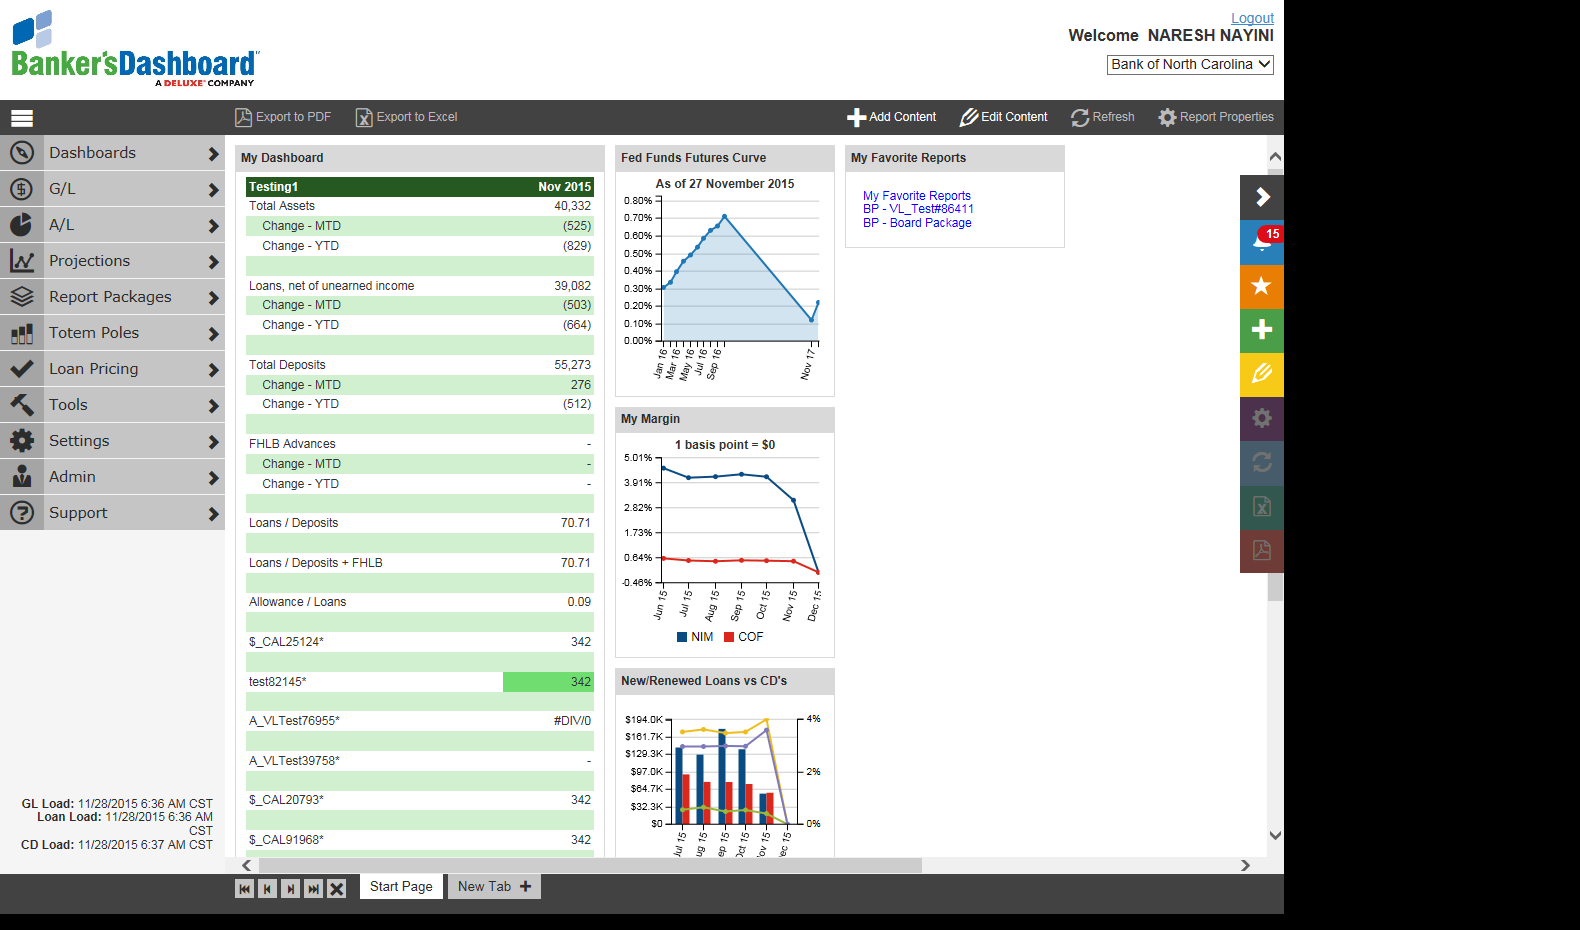 Logout
Banker'sDashboard
A DELUXE COMPANY
Welcome NARESH NAYINI
Bank of North Carolina
Export to PDF
Export to Excel
Add Content
Edit Content
Refresh
Report Properties
Dashboards
G/L
A/L
Projections
Report Packages
Totem Poles
Loan Pricing
Tools
Settings
Admin
Support
GL Load: 11/28/2015 6:36 AM CST
Loan Load: 11/28/2015 6:36 AM
CST
CD Load: 11/28/2015 6:37 AM CST
My Dashboard
Testing1 Nov 2015
Total Assets 40,332
Change - MTD (525)
Change - YTD (829)
Loans, net of unearned income 39,082
Change - MTD (503)
Change - YTD (664)
Total Deposits 55,273
Change - MTD 276
Change - YTD (512)
FHLB Advances -
Change - MTD -
Change - YTD -
Loans / Deposits 70.71
Loans / Deposits + FHLB 70.71
Allowance / Loans 0.09
$_CAL25124* 342
test82145* 342
A_VLTest76955* #DIV/0
A_VLTest39758* -
$_CAL20793* 342
$_CAL91968* 342
Fed Funds Futures Curve
As of 27 November 2015
0.80%
0.70%
0.60%
0.50%
0.40%
0.30%
0.20%
0.10%
0.00%
Jan 16
Mar 16
May 16
Jul 16
Sep 16
Nov 17
My Margin
1 basis point = $0
5.01%
3.91%
2.82%
1.73%
0.64%
-0.46%
Jun 15
Jul 15
Aug 15
Sep 15
Oct 15
Nov 15
Dec 15
NIM COF
New/Renewed Loans vs CD's
$194.0K
$161.7K
$129.3K
$97.0K
$64.7K
$32.3K
$0
4%
2%
0%
Jul 15
ug 15
ep 15
Oct 15
ov 15
ec 15
My Favorite Reports
My Favorite Reports
BP - VL_Test#86411
BP - Board Package
15
Start Page
New Tab